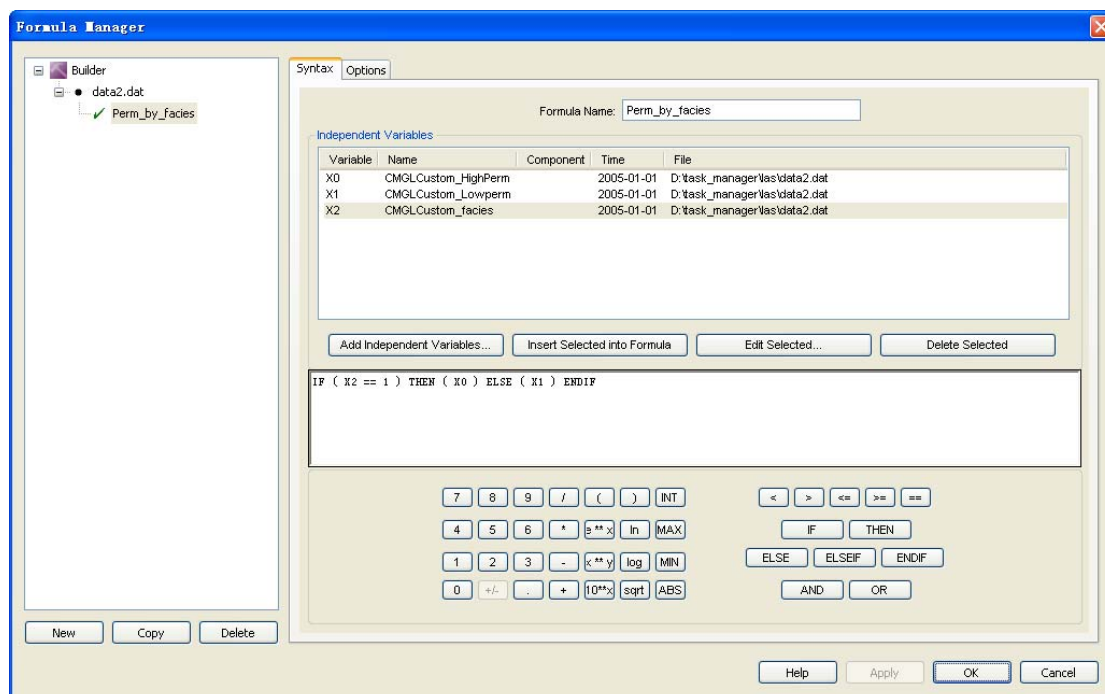 Formula Manager
Builder
data2.dat
Perm_by_facies
New Copy Delete
Syntax Options
Formula Name: Perm_by_facies
Independent Variables
Variable Name Component Time File
X0 CMGLCustom_HighPerm 2005-01-01 D:\task_manager\las\data2.dat
X1 CMGLCustom_Lowperm 2005-01-01 D:\task_manager\las\data2.dat
X2 CMGLCustom_facies 2005-01-01 D:\task_manager\las\data2.dat
Add Independent Variables... Insert Selected into Formula Edit Selected... Delete Selected
IF ( X2 == 1 ) THEN ( X0 ) ELSE ( X1 ) ENDIF
7 8 9 / ( ) INT < > <= >= ==
4 5 6 * e ** x ln MAX IF THEN
1 2 3 - x ** y log MIN ELSE ELSEIF ENDIF
0 +/- . + 10**x sqrt ABS AND OR
Help Apply OK Cancel